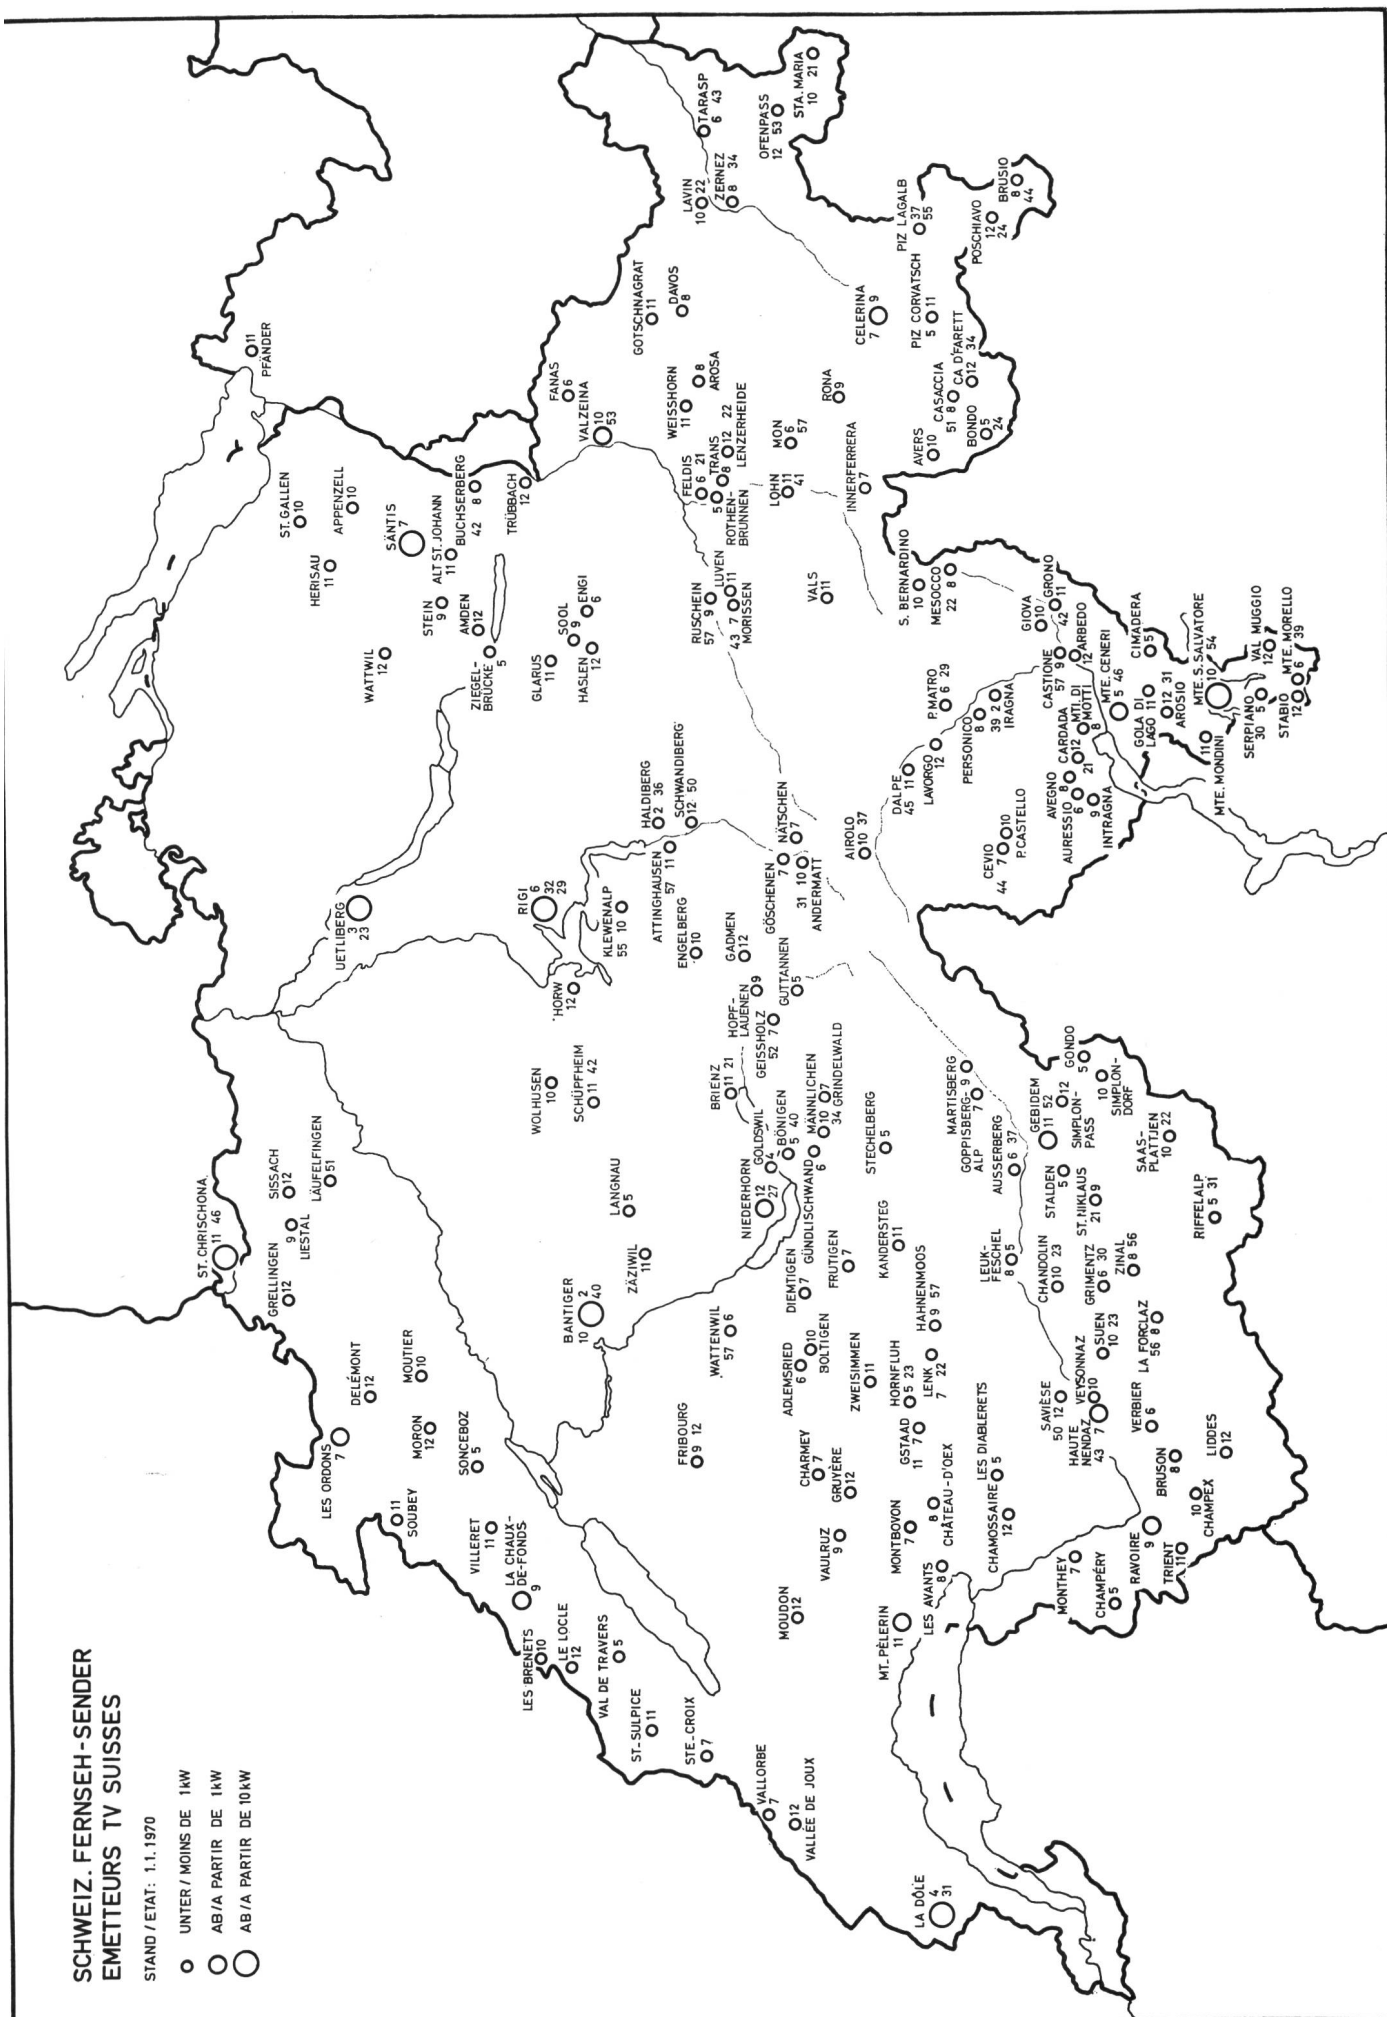 SCHWEIZ. FERNSEH-SENDER
EMETTEURS TV SUISSES
STAND / ETAT: 1.1.1970
UNTER / MOINS DE 1kW
AB/A PARTIR DE 1kW
AB/A PARTIR DE 10kW
ST. CHRISCHONA
11 46
GRELLINGEN
12
SISSACH
12
9
LIESTAL
LÄUFELFINGEN
51
LES ORDONS
7
DELÉMONT
12
MOUTIER
10
MORON
12
11
SOUBEY
SONCEBOZ
5
VILLERET
11
LA CHAUX-
DE-FONDS
9
LES BRENETS
10
LE LOCLE
12
VAL DE TRAVERS
5
ST-SULPICE
11
STE-CROIX
7
VALLORBE
7
12
VALLÉE DE JOUX
LA DÔLE
4
31
UETLIBERG
3
23
ST. GALLEN
10
APPENZELL
10
HERISAU
11
SÄNTIS
7
11
PFÄNDER
ALT ST. JOHANN
11
BUCHSERBERG
42 8
STEIN
9
AMDEN
12
WATTWIL
12
ZIEGEL-
BRÜCKE
5
TRÜBBACH
12
GLARUS
11
SOOL
9
ENGI
6
HASLEN
12
FANAS
6
VALZEINA
10
53
GOTSCHNAGRAT
11
DAVOS
8
WEISSHORN
11
8
AROSA
LAVIN
10 22
ZERNEZ
8 34
TARASP
6 43
OFENPASS
12 53
STA. MARIA
10 21
RIGI
6
32
29
HORW
12
KLEWENALP
55 10
WOLHUSEN
10
SCHÜPFHEIM
11 42
LANGNAU
5
ZÄZIWIL
11
BANTIGER
10 2
40
HALDIBERG
2 36
SCHWANDIBERG
12 50
ATTINGHAUSEN
57 11
ENGELBERG
10
RUSCHEIN
57 9
LUVEN
11
43 7
MORISSEN
FELDIS
6 21
5
ROTHEN-
BRUNNEN
TRANS
8
12 22
LENZERHEIDE
MON
6
57
LOHN
11
41
VALS
11
RONA
9
INNERFERRERA
7
CELERINA
7 9
PIZ LAGALB
37
55
PIZ CORVATSCH
5 11
CASACCIA
51 8
CA D'FARETT
12 34
BONDO
5
24
AVERS
10
POSCHIAVO
12
24
BRUSIO
8
44
FRIBOURG
9 12
WATTENWIL
57 6
NIEDERHORN
12
27
BRIENZ
11 21
GOLDSWIL
4
BÖNIGEN
5 40
GÜNDLISCHWAND
6
MÄNNLICHEN
10
34
7
GRINDELWALD
GEISSHOLZ
52 7
HOPF-
LAUENEN
9
GADMEN
12
GUTTANNEN
5
GÖSCHENEN
7
NÄTSCHEN
7
31 10
ANDERMATT
AIROLO
10 37
STECHELBERG
5
DIEMTIGEN
7
FRUTIGEN
7
KANDERSTEG
11
ADLEMSRIED
6
10
BOLTIGEN
ZWEISIMMEN
11
HAHNENMOOS
9 57
HORNFLUH
5 23
LENK
7 22
GSTAAD
11 7
CHARMEY
7
GRUYÈRE
12
VAULRUZ
9
MOUDON
12
MONTBOVON
7
8
CHÂTEAU-D'OEX
MT. PÈLERIN
11
LES AVANTS
8
LES DIABLERETS
5
CHAMOSSAIRE
12
MONTHEY
7
CHAMPÉRY
5
RAVOIRE
9
TRIENT
11
10
CHAMPEX
BRUSON
8
LIDDES
12
VERBIER
6
SAVIÈSE
50 12
HAUTE
NENDAZ
43 7
VEYSONNAZ
10
SUEN
10 23
LA FORCLAZ
56 8
ZINAL
8 56
GRIMENTZ
6 30
CHANDOLIN
10 23
LEUK-
FESCHEL
8 5
AUSSERBERG
6 37
STALDEN
5
ST. NIKLAUS
21 9
RIFFELALP
5 31
SAAS-
PLATTJEN
10 22
MARTISBERG
9
GOPPISBERG-
ALP
7
GEBIDEM
11 52
SIMPLON-
PASS
12
10
SIMPLON-
DORF
GONDO
5
DALPE
45 11
LAVORGO
12
P. MATRO
6 29
PERSONICO
8
39 2
IRAGNA
S. BERNARDINO
10
MESOCCO
22 8
GIOVA
10
GRONO
42 11
CASTIONE
57 9
ARBEDO
12
CEVIO
44 7
10
P. CASTELLO
AVEGNO
8
AURESSIO
6
9
INTRAGNA
CARDADA
21 12
MTI. DI
MOTTI
8
MTE. CENERI
5 46
CIMADERA
5
GOLA DI
LAGO 11
12 31
AROSIO
MTE. S. SALVATORE
10 54
MTE. MONDINI
11
SERPIANO
30 5
VAL MUGGIO
12
STABIO
12
MTE. MORELLO
6 39